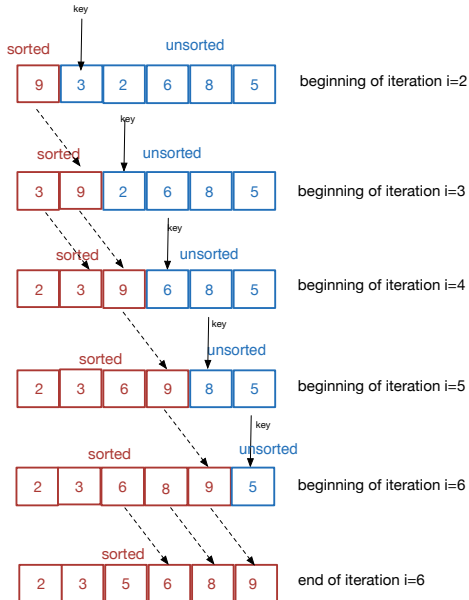 key
sorted unsorted
9 3 2 6 8 5 beginning of iteration i=2
key
sorted unsorted
3 9 2 6 8 5 beginning of iteration i=3
key
sorted unsorted
2 3 9 6 8 5 beginning of iteration i=4
key
sorted unsorted
2 3 6 9 8 5 beginning of iteration i=5
key
sorted unsorted
2 3 6 8 9 5 beginning of iteration i=6
sorted
2 3 5 6 8 9 end of iteration i=6